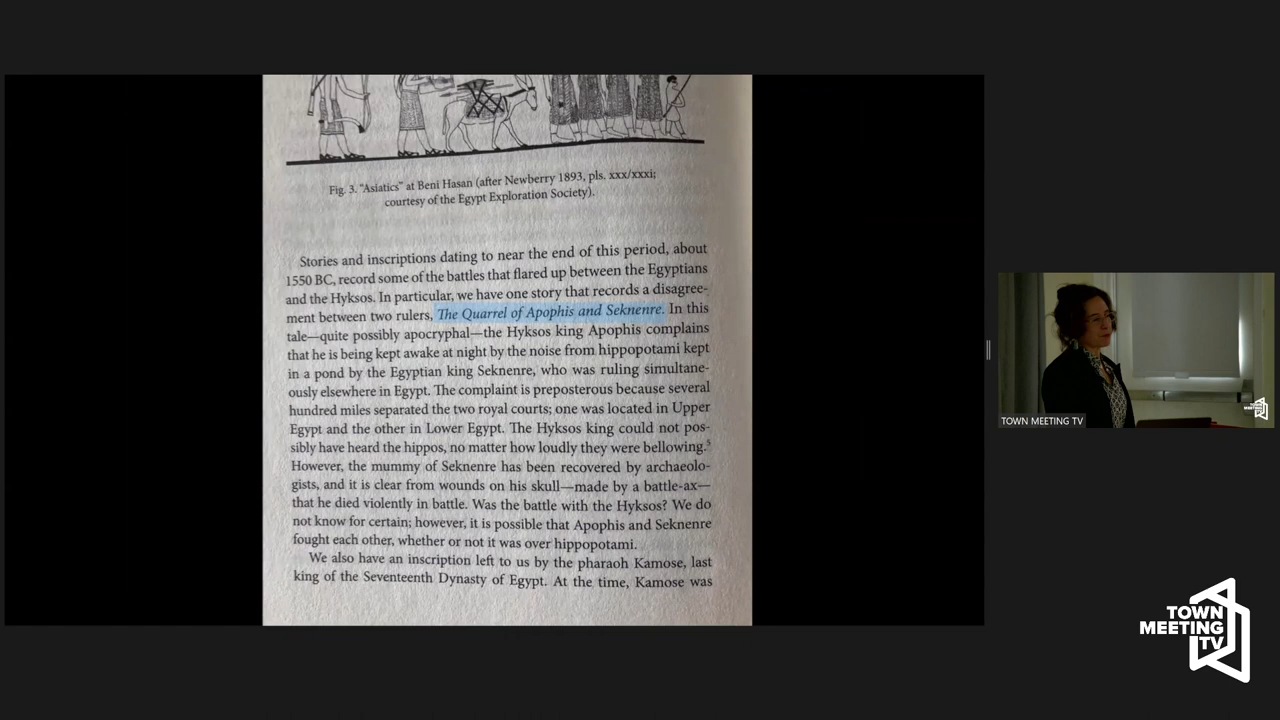 Fig. 3. "Asiatics" at Beni Hasan (after Newberry 1893, pls. xxx/xxxi;
courtesy of the Egypt Exploration Society).
Stories and inscriptions dating to near the end of this period, about
1550 BC, record some of the battles that flared up between the Egyptians
and the Hyksos. In particular, we have one story that records a disagree-
ment between two rulers, The Quarrel of Apophis and Seknenre. In this
tale—quite possibly apocryphal—the Hyksos king Apophis complains
that he is being kept awake at night by the noise from hippopotami kept
in a pond by the Egyptian king Seknenre, who was ruling simultane-
ously elsewhere in Egypt. The complaint is preposterous because several
hundred miles separated the two royal courts; one was located in Upper
Egypt and the other in Lower Egypt. The Hyksos king could not pos-
sibly have heard the hippos, no matter how loudly they were bellowing.⁵
However, the mummy of Seknenre has been recovered by archaeolo-
gists, and it is clear from wounds on his skull—made by a battle-ax—
that he died violently in battle. Was the battle with the Hyksos? We do
not know for certain; however, it is possible that Apophis and Seknenre
fought each other, whether or not it was over hippopotami.
We also have an inscription left to us by the pharaoh Kamose, last
king of the Seventeenth Dynasty of Egypt. At the time, Kamose was
TOWN MEETING TV
TOWN
MEETING
TV